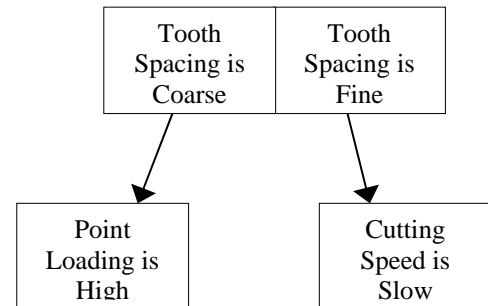 Tooth
Spacing is
Coarse
Tooth
Spacing is
Fine
Point
Loading is
High
Cutting
Speed is
Slow